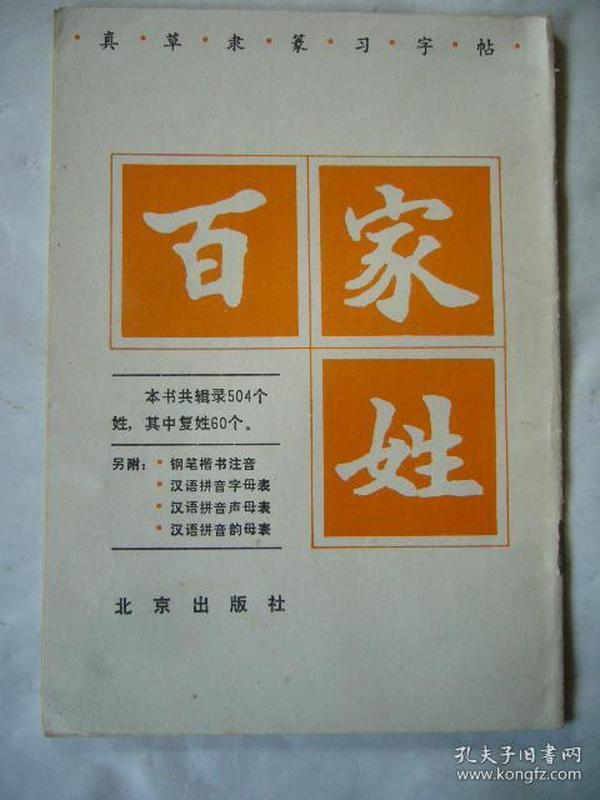 ·真·草·隶·篆·习·字·帖·
百家
姓
本书共辑录504个
姓，其中复姓60个。
另附：·钢笔楷书注音
·汉语拼音字母表
·汉语拼音声母表
·汉语拼音韵母表
北京出版社
孔夫子旧书网
www.kongfz.com